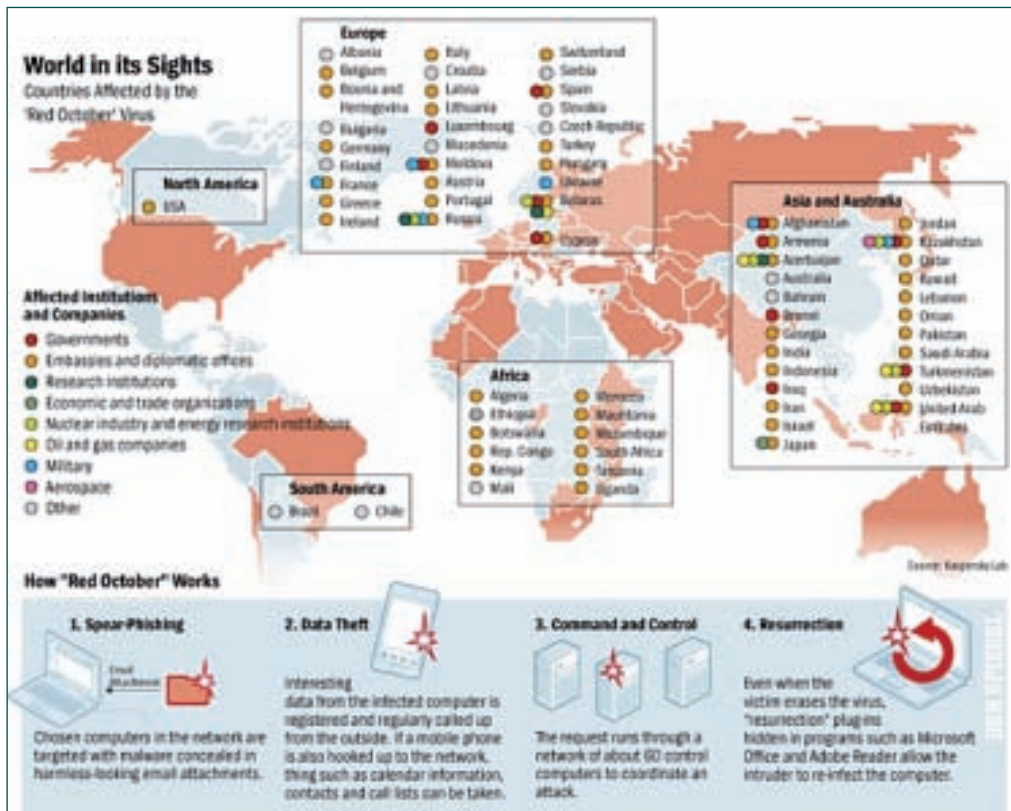 World in its Sights
Countries Affected by the
'Red October' Virus
Europe
Albania
Belgium
Bosnia and
Herzegovina
Bulgaria
Germany
Finland
France
Greece
Ireland
Italy
Croatia
Latvia
Lithuania
Luxembourg
Macedonia
Moldova
Austria
Portugal
Russia
Switzerland
Serbia
Spain
Slovakia
Czech Republic
Turkey
Hungary
Ukraine
Belarus
Cyprus
North America
USA
Asia and Australia
Afghanistan
Armenia
Azerbaijan
Australia
Bahrain
Brunei
Georgia
India
Indonesia
Iraq
Iran
Israel
Japan
Jordan
Kazakhstan
Qatar
Kuwait
Lebanon
Oman
Pakistan
Saudi Arabia
Turkmenistan
Uzbekistan
United Arab
Emirates
Affected Institutions
and Companies
Governments
Embassies and diplomatic offices
Research institutions
Economic and trade organizations
Nuclear industry and energy research institutions
Oil and gas companies
Military
Aerospace
Other
Africa
Algeria
Ethiopia
Botswana
Rep. Congo
Kenya
Mali
Morocco
Mauritania
Mozambique
South Africa
Tanzania
Uganda
South America
Brazil
Chile
Source: Kaspersky Lab
How "Red October" Works
1. Spear-Phishing
Email
Attachment
Chosen computers in the network are
targeted with malware concealed in
harmless-looking email attachments.
2. Data Theft
Interesting
data from the infected computer is
registered and regularly called up
from the outside. If a mobile phone
is also hooked up to the network,
thing such as calendar information,
contacts and call lists can be taken.
3. Command and Control
The request runs through a
network of about 60 control
computers to coordinate an
attack.
4. Resurrection
Even when the
victim erases the virus,
"resurrection" plugins
hidden in programs such as Microsoft
Office and Adobe Reader allow the
intruder to re-infect the computer.